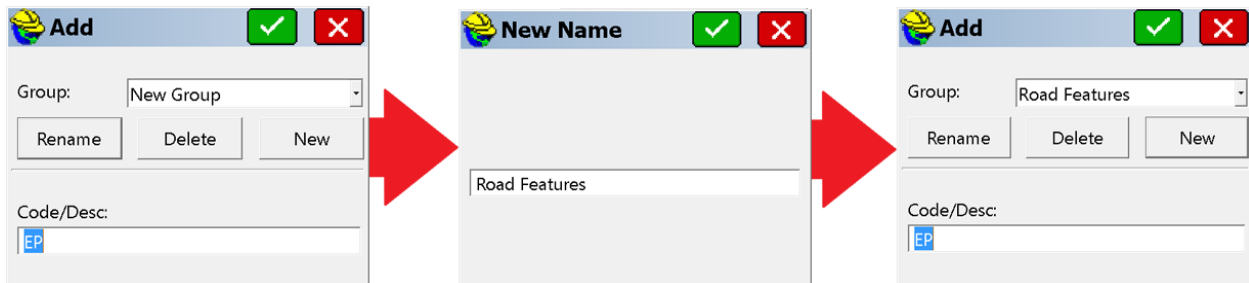 Add
Group: New Group
Rename Delete New
Code/Desc:
EP
New Name
Road Features
Add
Group: Road Features
Rename Delete New
Code/Desc:
EP